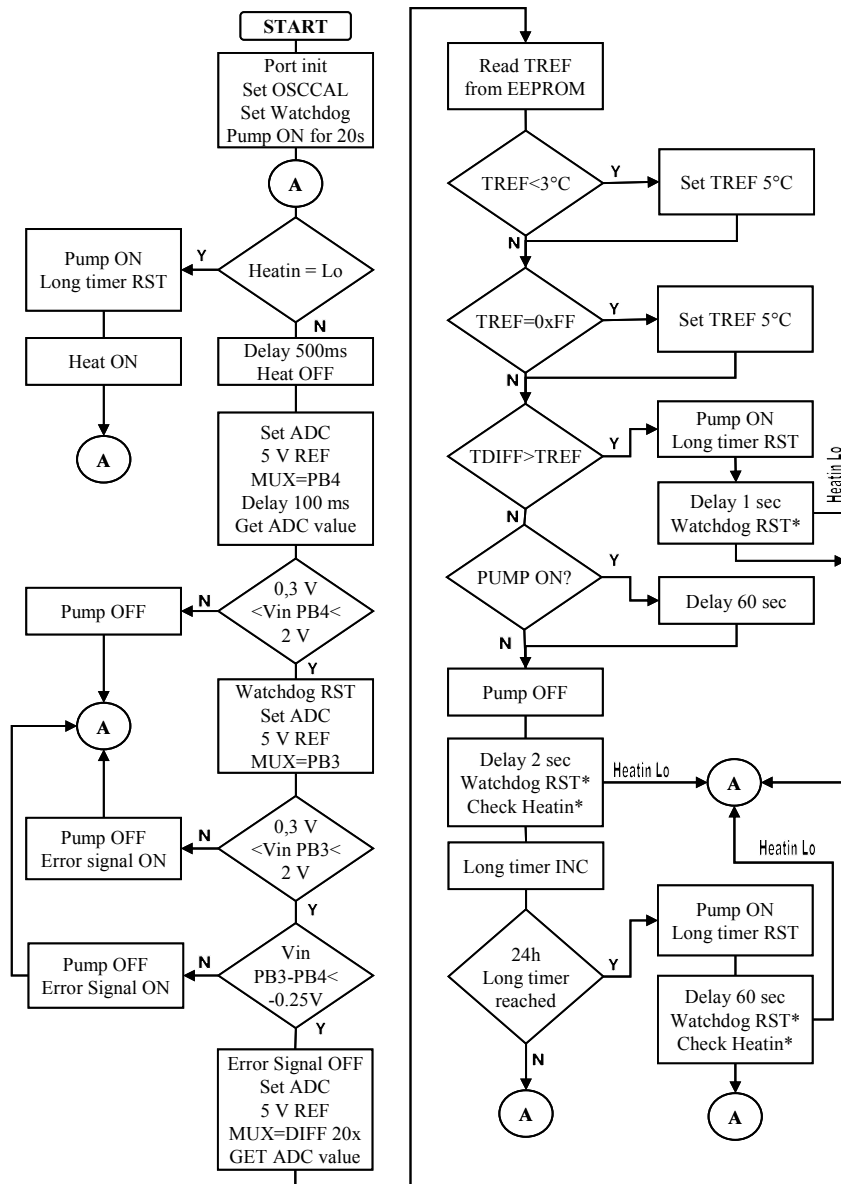 START
Port init
Set OSCCAL
Set Watchdog
Pump ON for 20s
A
Heatin = Lo
Y
N
Pump ON
Long timer RST
Heat ON
A
Delay 500ms
Heat OFF
Set ADC
5 V REF
MUX=PB4
Delay 100 ms
Get ADC value
0,3 V
<Vin PB4<
2 V
N
Y
Pump OFF
A
Watchdog RST
Set ADC
5 V REF
MUX=PB3
0,3 V
<Vin PB3<
2 V
N
Y
Pump OFF
Error signal ON
Vin
PB3-PB4<
-0.25V
N
Y
Pump OFF
Error Signal ON
Error Signal OFF
Set ADC
5 V REF
MUX=DIFF 20x
GET ADC value
Read TREF
from EEPROM
TREF<3°C
Y
N
Set TREF 5°C
TREF=0xFF
Y
N
Set TREF 5°C
TDIFF>TREF
Y
N
Pump ON
Long timer RST
Delay 1 sec
Watchdog RST*
Heatin Lo
PUMP ON?
Y
N
Delay 60 sec
Pump OFF
Delay 2 sec
Watchdog RST*
Check Heatin*
Heatin Lo
A
Long timer INC
Heatin Lo
24h
Long timer
reached
Y
N
Pump ON
Long timer RST
Delay 60 sec
Watchdog RST*
Check Heatin*
A
A